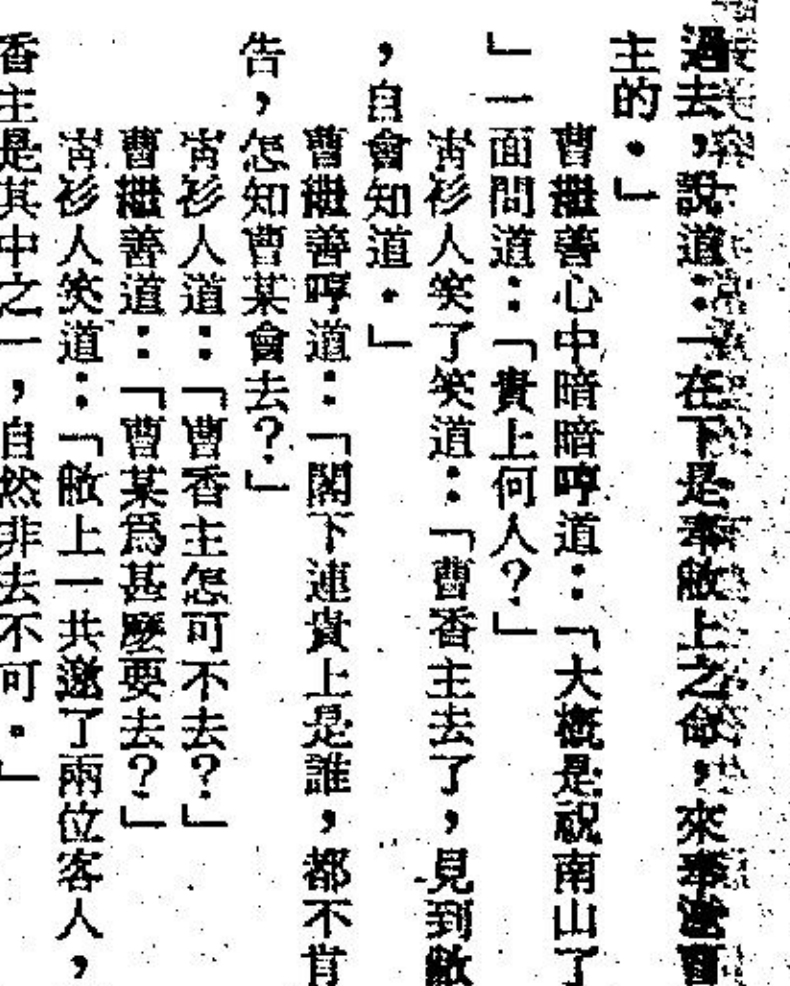 過去，說道：「在下是奉敝上之命，來奉邀曹
主的．」
曹繼善心中暗暗哼道：「大概是祝南山了
」一面問道：「貴上何人？」
青衫人笑了笑道：「曹香主去了，見到敝
，自會知道．」
曹繼善哼道：「閣下連貴上是誰，都不肯
告，怎知曹某會去？」
青衫人道：「曹香主怎可不去？」
曹繼善道：「曹某爲甚麼要去？」
青衫人笑道：「敝上一共邀了兩位客人，
香主是其中之一，自然非去不可．」